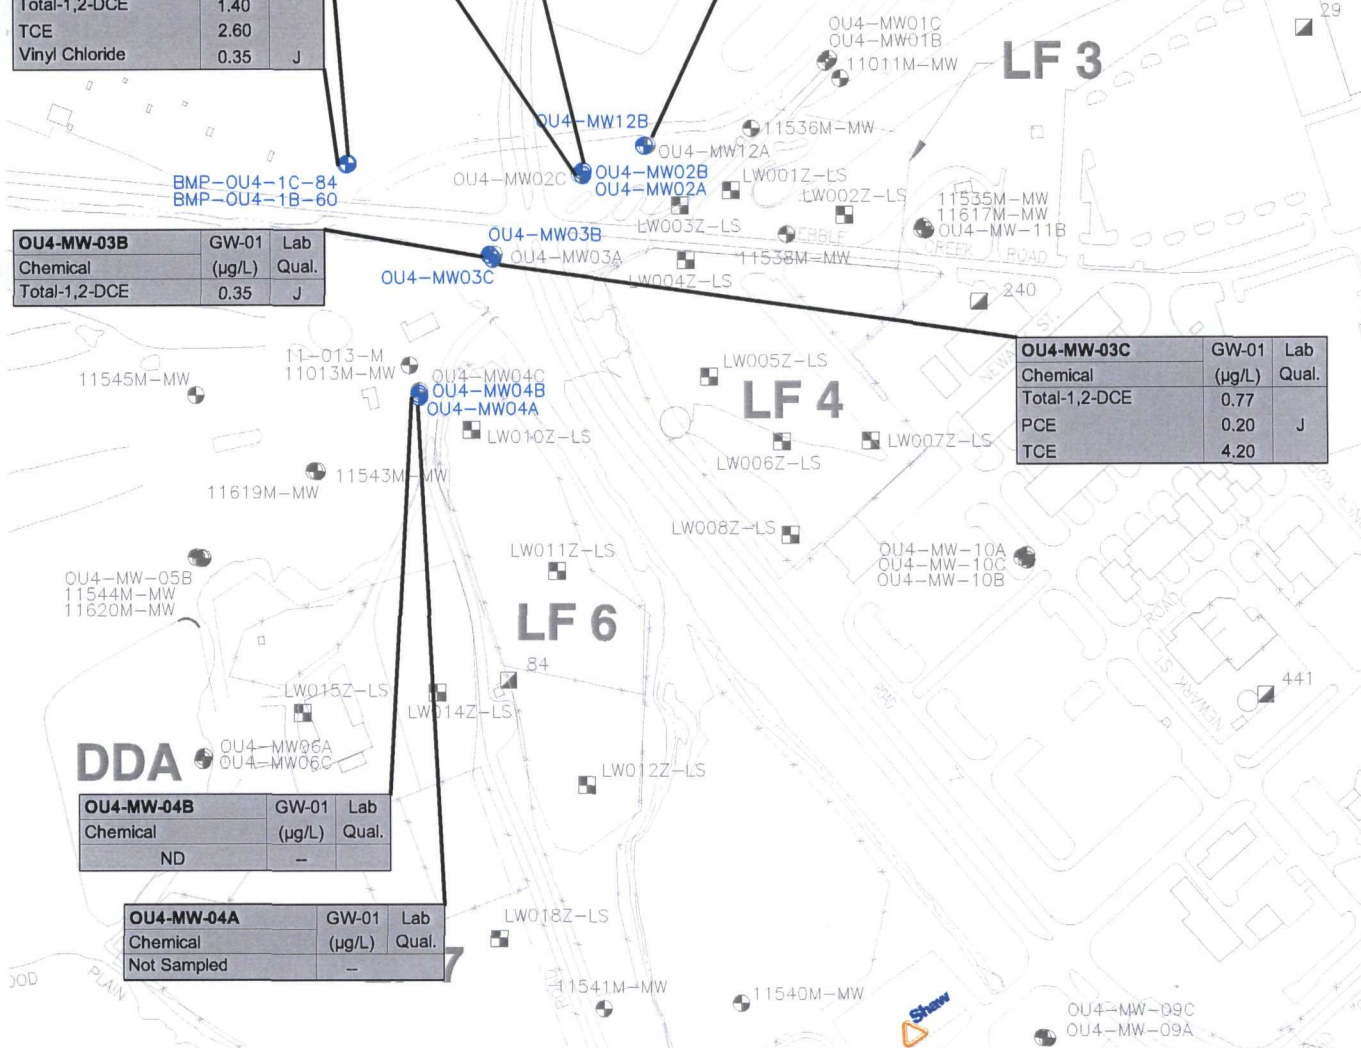 Total-1,2-DCE 1.40
TCE 2.60
Vinyl Chloride 0.35 J
29
OU4-MW01C
OU4-MW01B
11011M-MW
LF 3
OU4-MW12B
11536M-MW
OU4-MW12A
OU4-MW02C
OU4-MW02B
OU4-MW02A
LW001Z-LS
LW002Z-LS
BMP-OU4-1C-84
BMP-OU4-1B-60
LW003Z-LS
11535M-MW
11617M-MW
OU4-MW-11B
CREEK ROAD
11538M-MW
OU4-MW03B
OU4-MW03A
OU4-MW03C
LW004Z-LS
OU4-MW-03B GW-01 Lab
Chemical (µg/L) Qual.
Total-1,2-DCE 0.35 J
240
OU4-MW-03C GW-01 Lab
Chemical (µg/L) Qual.
Total-1,2-DCE 0.77
PCE 0.20 J
TCE 4.20
11-013-M
11013M-MW
11545M-MW
OU4-MW04C
OU4-MW04B
OU4-MW04A
LW005Z-LS
LF 4
LW010Z-LS
LW006Z-LS
LW007Z-LS
11543M-MW
11619M-MW
LW008Z-LS
LW011Z-LS
OU4-MW-10A
OU4-MW-10C
OU4-MW-10B
OU4-MW-05B
11544M-MW
11620M-MW
LF 6
ROAD
NEWMARK ST.
84
441
LW015Z-LS
LW014Z-LS
DDA
OU4-MW06A
OU4-MW06C
LW012Z-LS
OU4-MW-04B GW-01 Lab
Chemical (µg/L) Qual.
ND --
OU4-MW-04A GW-01 Lab
Chemical (µg/L) Qual.
Not Sampled --
7
LW018Z-LS
PLAIN
11541M-MW
11540M-MW
Shaw
OU4-MW-09C
OU4-MW-09A